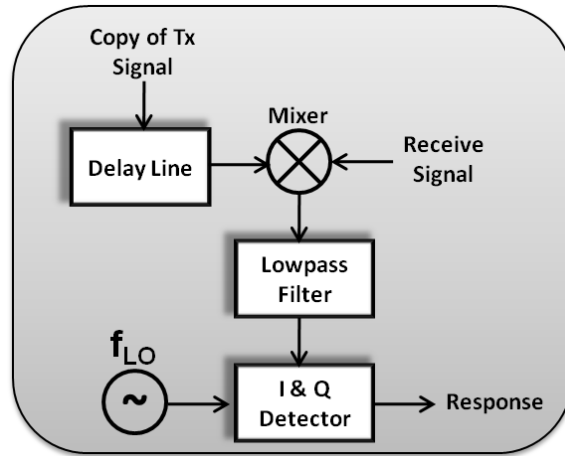 Copy of Tx
Signal
Mixer
Delay Line
Receive
Signal
Lowpass
Filter
fLO
~
I & Q
Detector
Response